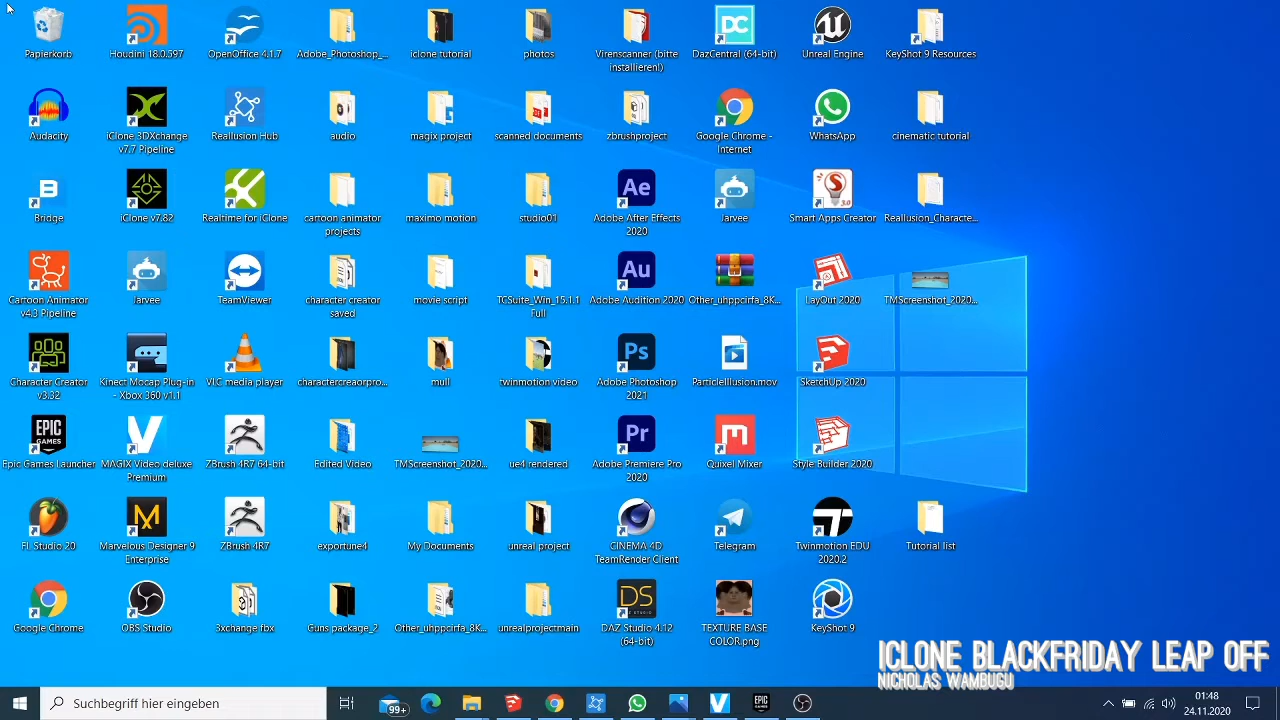 Papierkorb
Houdini 18.0.597
OpenOffice 4.1.7
Adobe_Photoshop_...
iclone tutorial
photos
Virenscanner (bitte
installieren!)
DazCentral (64-bit)
Unreal Engine
KeyShot 9 Resources
Audacity
iClone 3DXchange
v7.7 Pipeline
Reallusion Hub
audio
magix project
scanned documents
zbrushproject
Google Chrome -
Internet
WhatsApp
cinematic tutorial
Bridge
iClone v7.82
Realtime for iClone
cartoon animator
projects
maximo motion
studio01
Adobe After Effects
2020
Jarvee
Smart Apps Creator
Reallusion_Characte...
Cartoon Animator
v4.3 Pipeline
Jarvee
TeamViewer
character creator
saved
movie script
TCSuite_Win_15.1.1
Full
Adobe Audition 2020
Other_uhppcirfa_8K...
LayOut 2020
TMScreenshot_2020...
Character Creator
v3.32
Kinect Mocap Plug-in
- Xbox 360 v1.1
VLC media player
charactercreaorpro...
mull
twinmotion video
Adobe Photoshop
2021
ParticleIllusion.mov
SketchUp 2020
Epic Games Launcher
MAGIX Video deluxe
Premium
ZBrush 4R7 64-bit
Edited Video
TMScreenshot_2020...
ue4 rendered
Adobe Premiere Pro
2020
Quixel Mixer
Style Builder 2020
FL Studio 20
Marvelous Designer 9
Enterprise
ZBrush 4R7
exportune4
My Documents
unreal project
CINEMA 4D
TeamRender Client
Telegram
Twinmotion EDU
2020.2
Tutorial list
Google Chrome
OBS Studio
3xchange fbx
Guns package_2
Other_uhppcirfa_8K...
unrealprojectmain
DAZ Studio 4.12
(64-bit)
TEXTURE BASE
COLOR.png
KeyShot 9
ICLONE BLACKFRIDAY LEAP OFF
NICHOLAS WAMBUGU
Suchbegriff hier eingeben
99+
01:48
24.11.2020